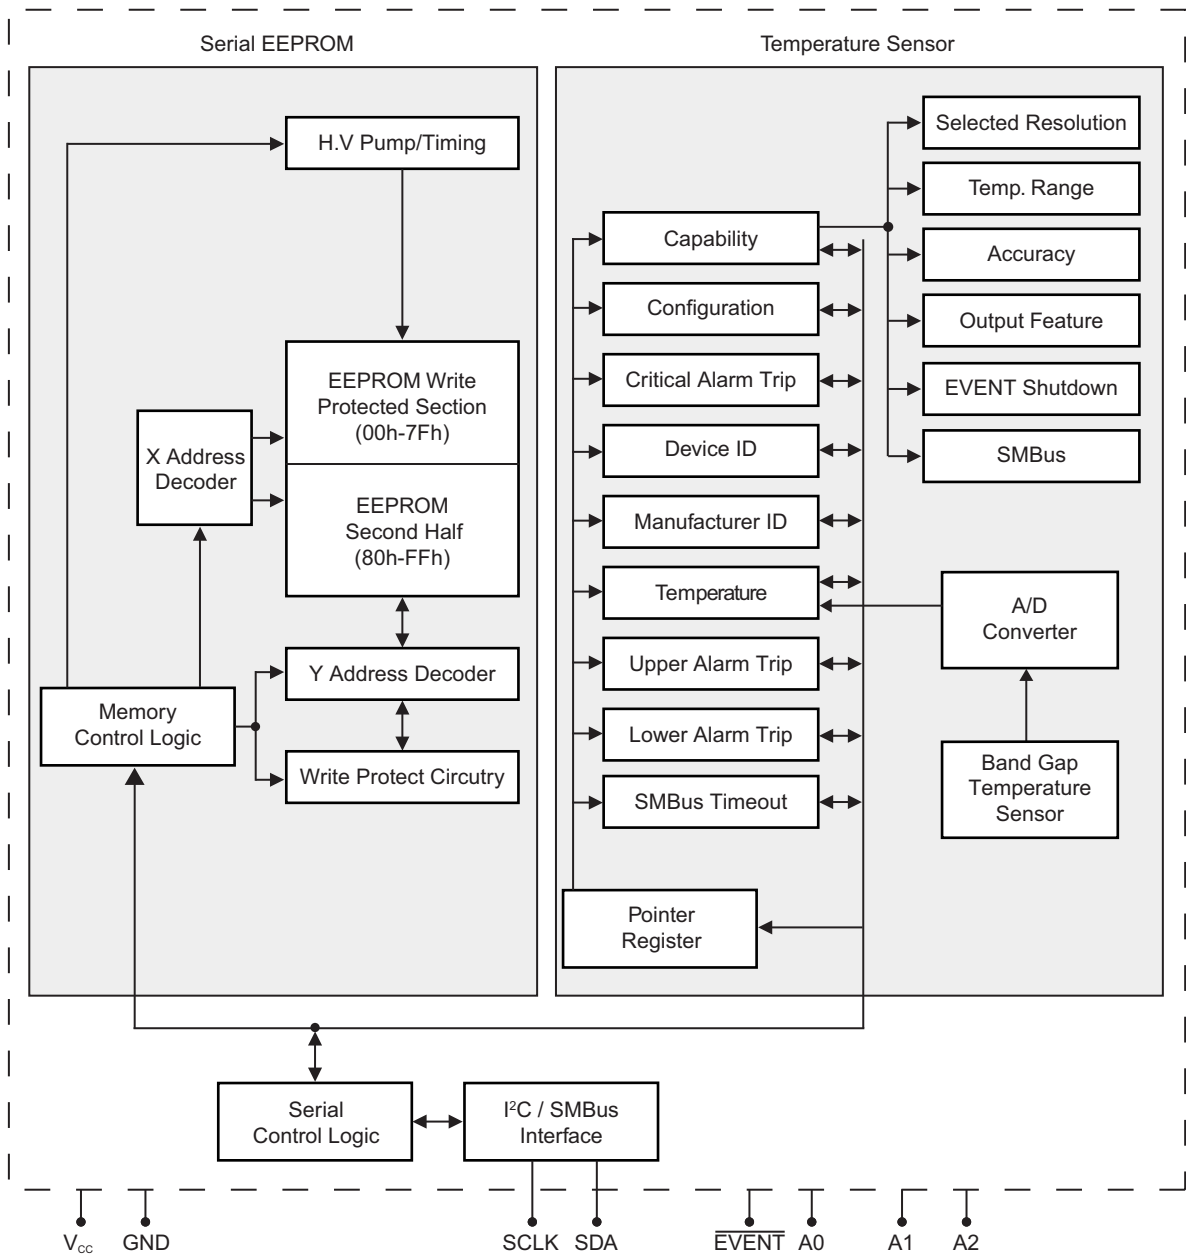 Serial EEPROM
Temperature Sensor
H.V Pump/Timing
EEPROM Write
Protected Section
(00h-7Fh)
X Address
Decoder
EEPROM
Second Half
(80h-FFh)
Y Address Decoder
Memory
Control Logic
Write Protect Circutry
Capability
Configuration
Critical Alarm Trip
Device ID
Manufacturer ID
Temperature
Upper Alarm Trip
Lower Alarm Trip
SMBus Timeout
Pointer
Register
Selected Resolution
Temp. Range
Accuracy
Output Feature
EVENT Shutdown
SMBus
A/D
Converter
Band Gap
Temperature
Sensor
Serial
Control Logic
I²C / SMBus
Interface
VCC
GND
SCLK
SDA
EVENT
A0
A1
A2